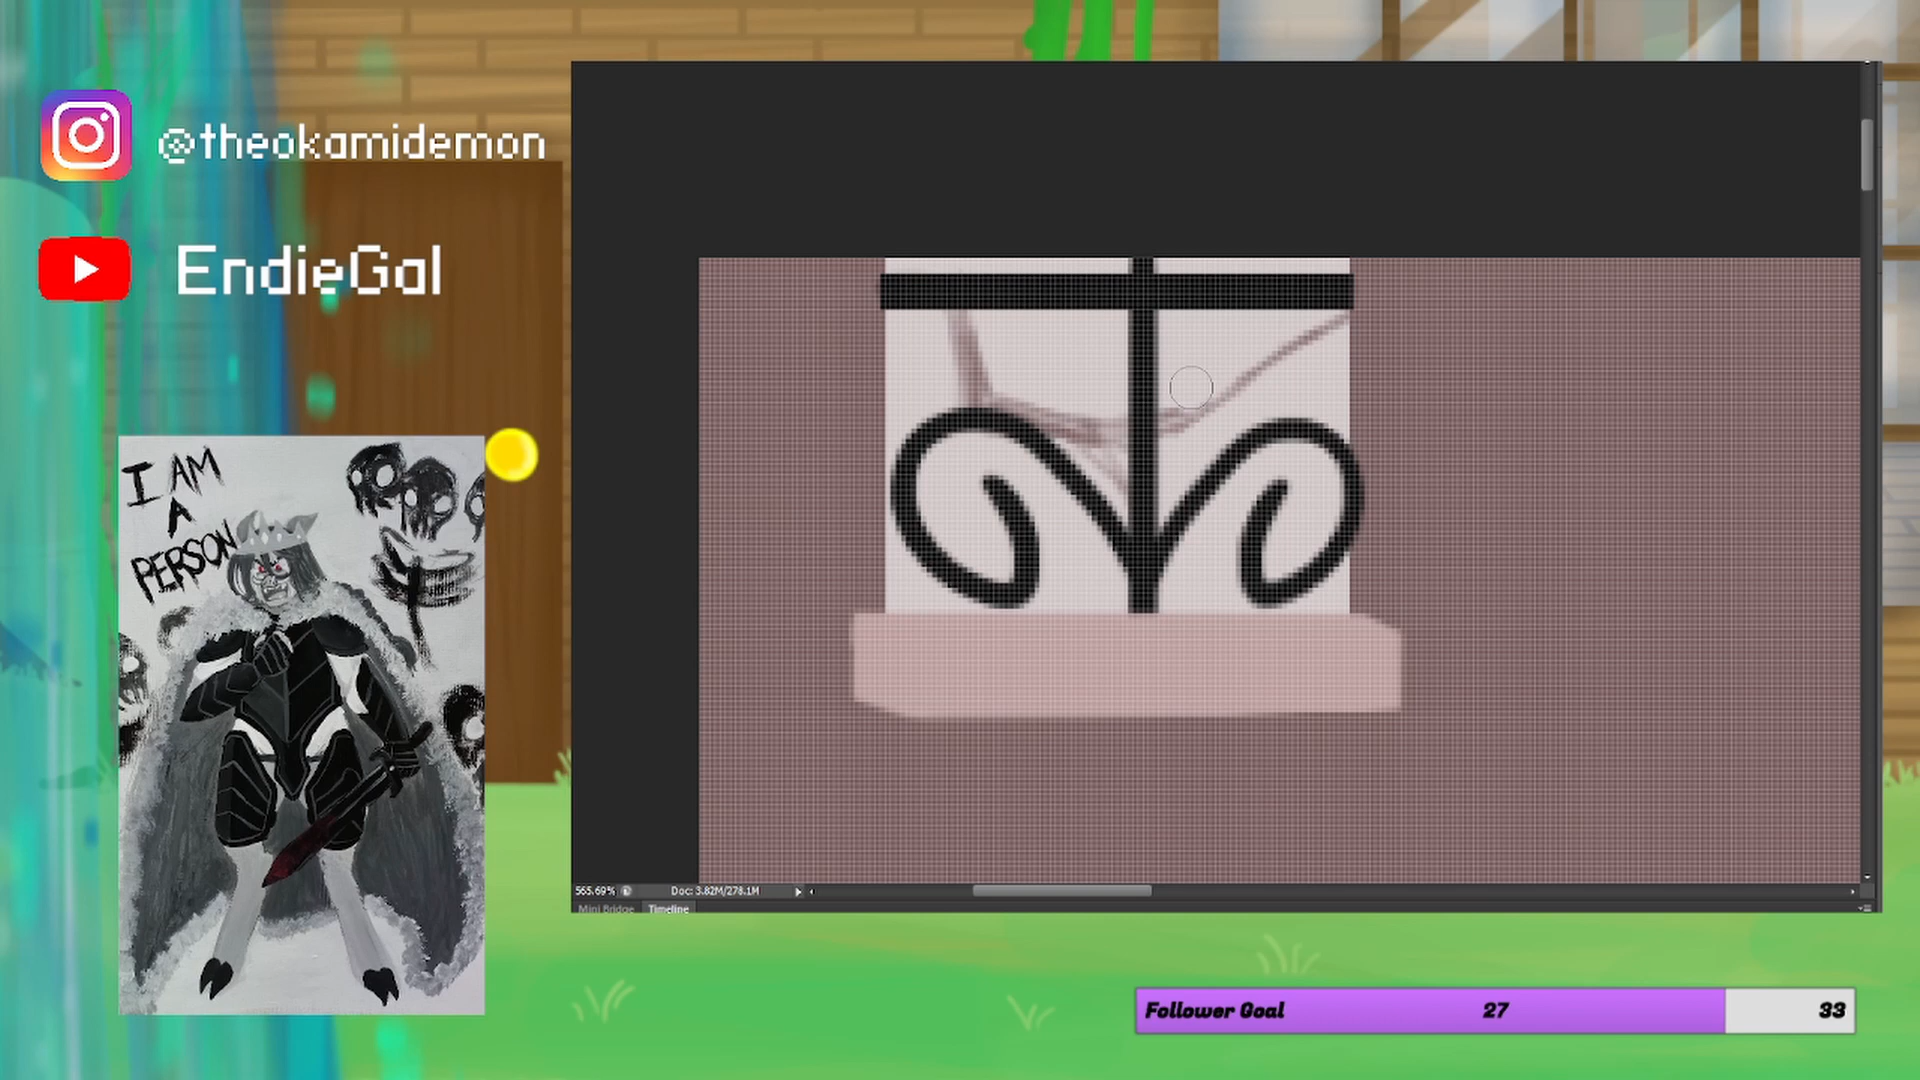 @theokamidemon
EndieGal
I AM
A
PERSON
565.69%
Doc: 3.82M/278.1M
Mini Bridge
Timeline
Follower Goal
27
33